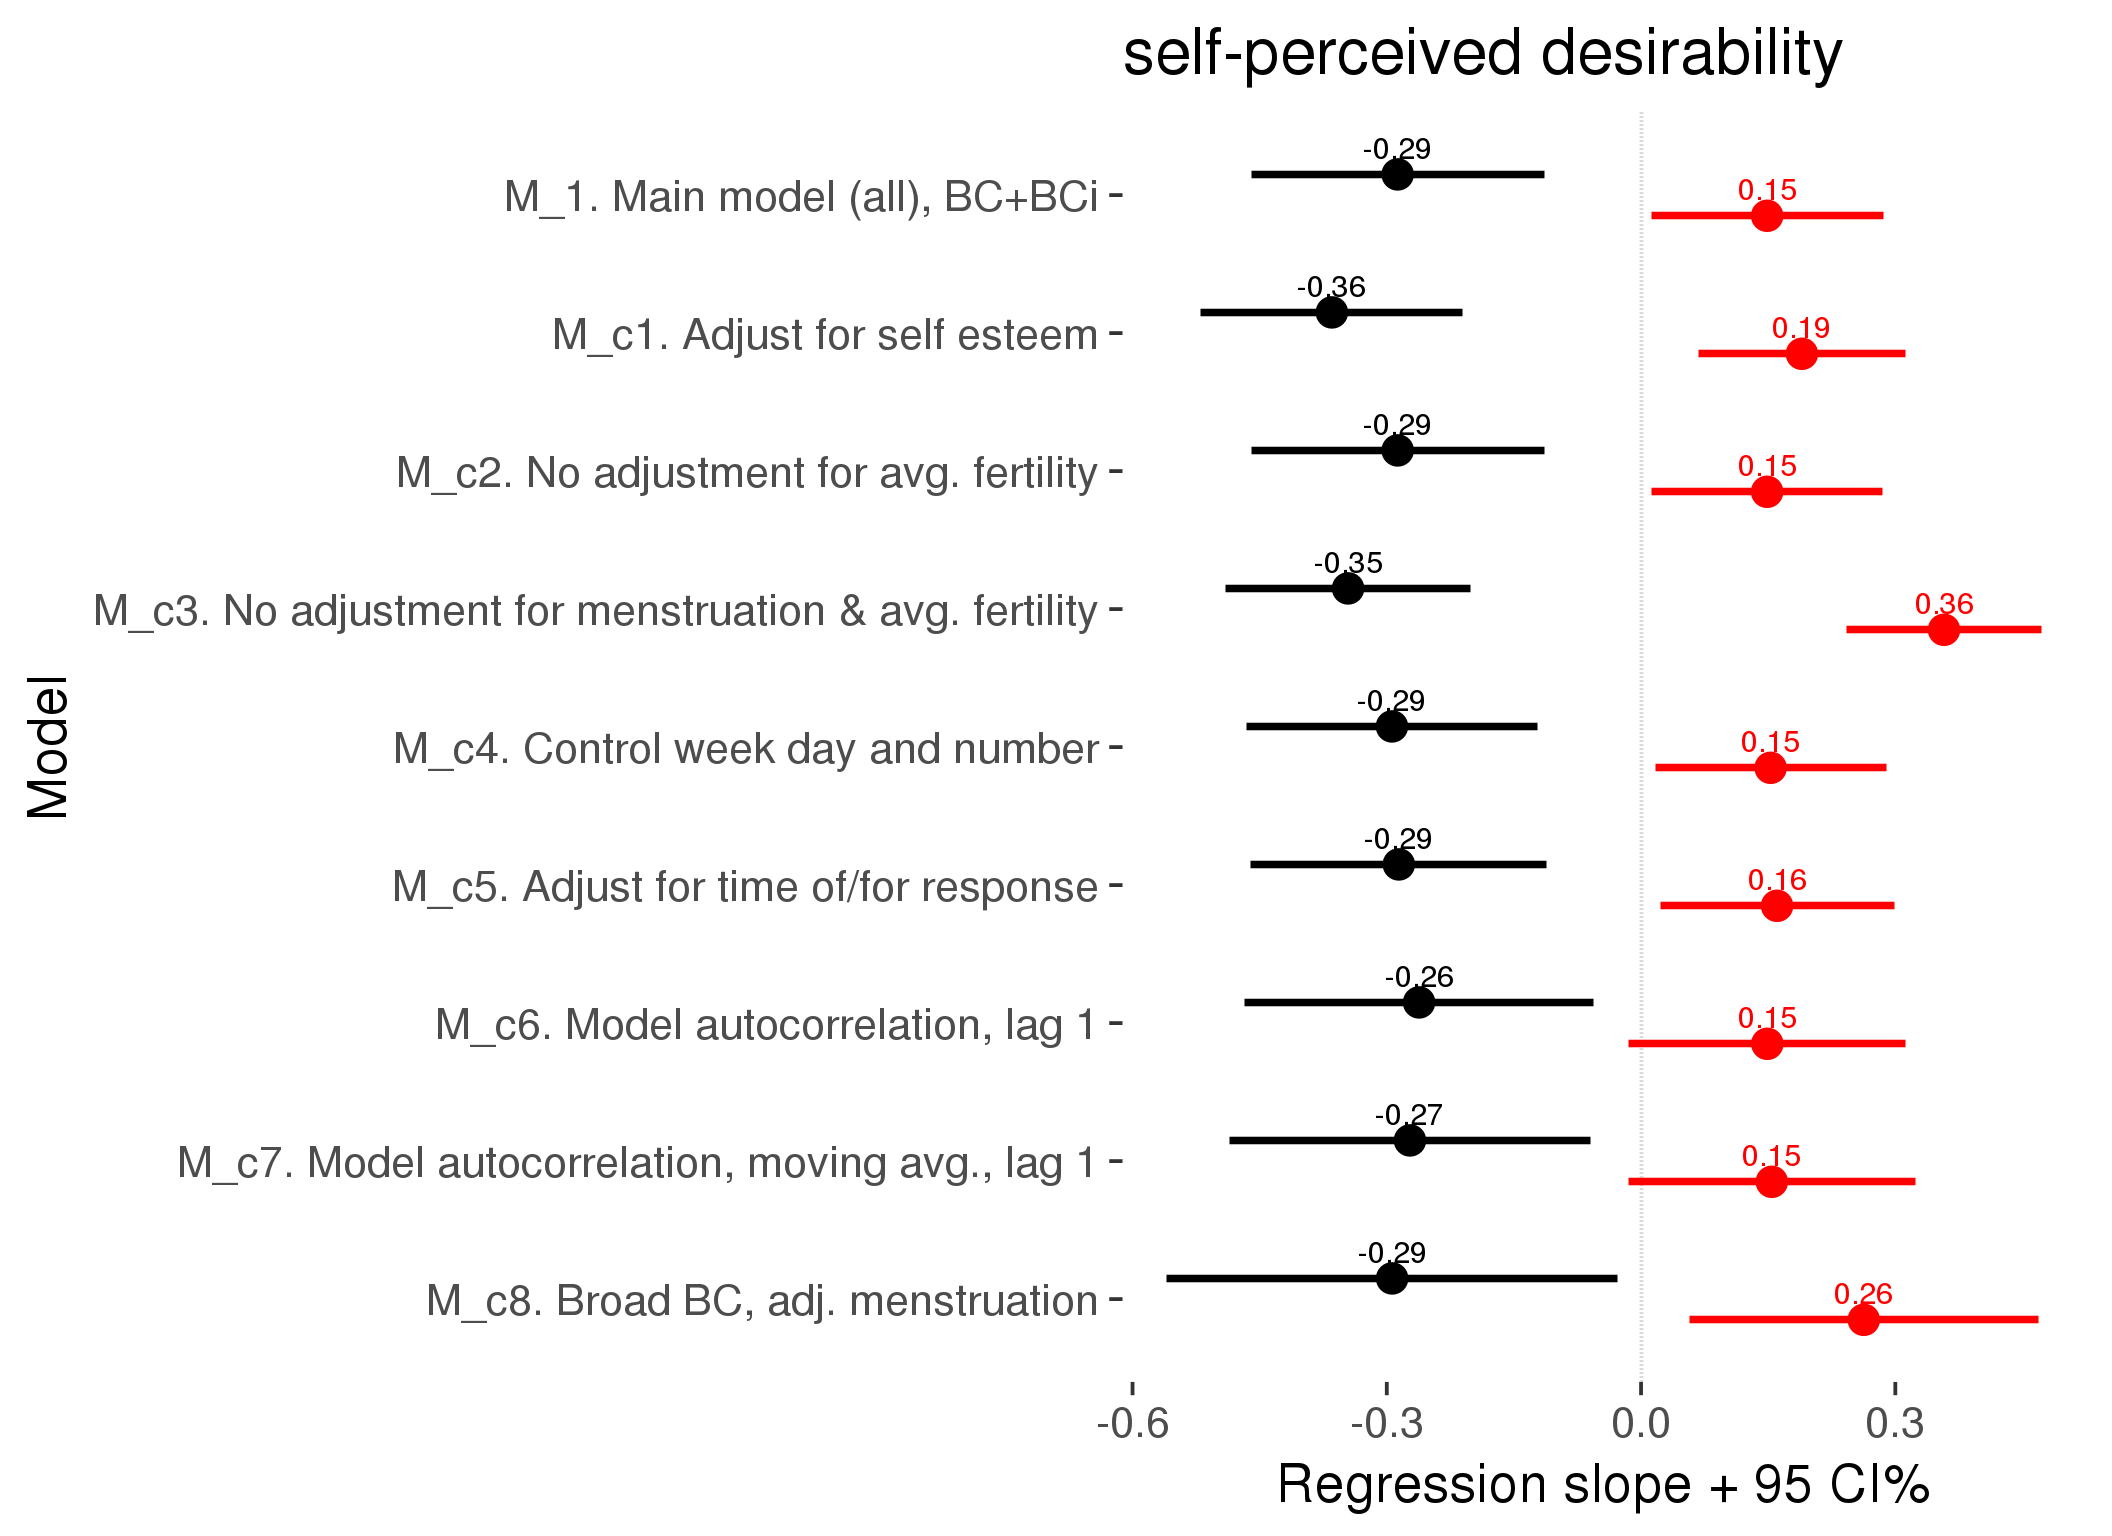 self-perceived desirability
-0.29
M_1. Main model (all), BC+BCi
0.15
-0.36
M_c1. Adjust for self esteem
0.19
-0.29
M_c2. No adjustment for avg. fertility
0.15
-0.35
M_c3. No adjustment for menstruation & avg. fertility
0.36
-0.29
M_c4. Control week day and number
0.15
-0.29
M_c5. Adjust for time of/for response
0.16
-0.26
M_c6. Model autocorrelation, lag 1
0.15
-0.27
M_c7. Model autocorrelation, moving avg., lag 1
0.15
-0.29
M_c8. Broad BC, adj. menstruation
0.26
Model
-0.6 -0.3 0.0 0.3
Regression slope + 95 CI%